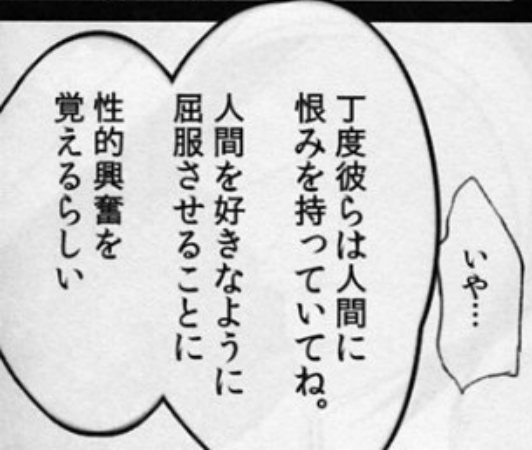 いや…
丁度彼らは人間に
恨みを持っていてね。
人間を好きなように
屈服させることに
性的興奮を
覚えるらしい